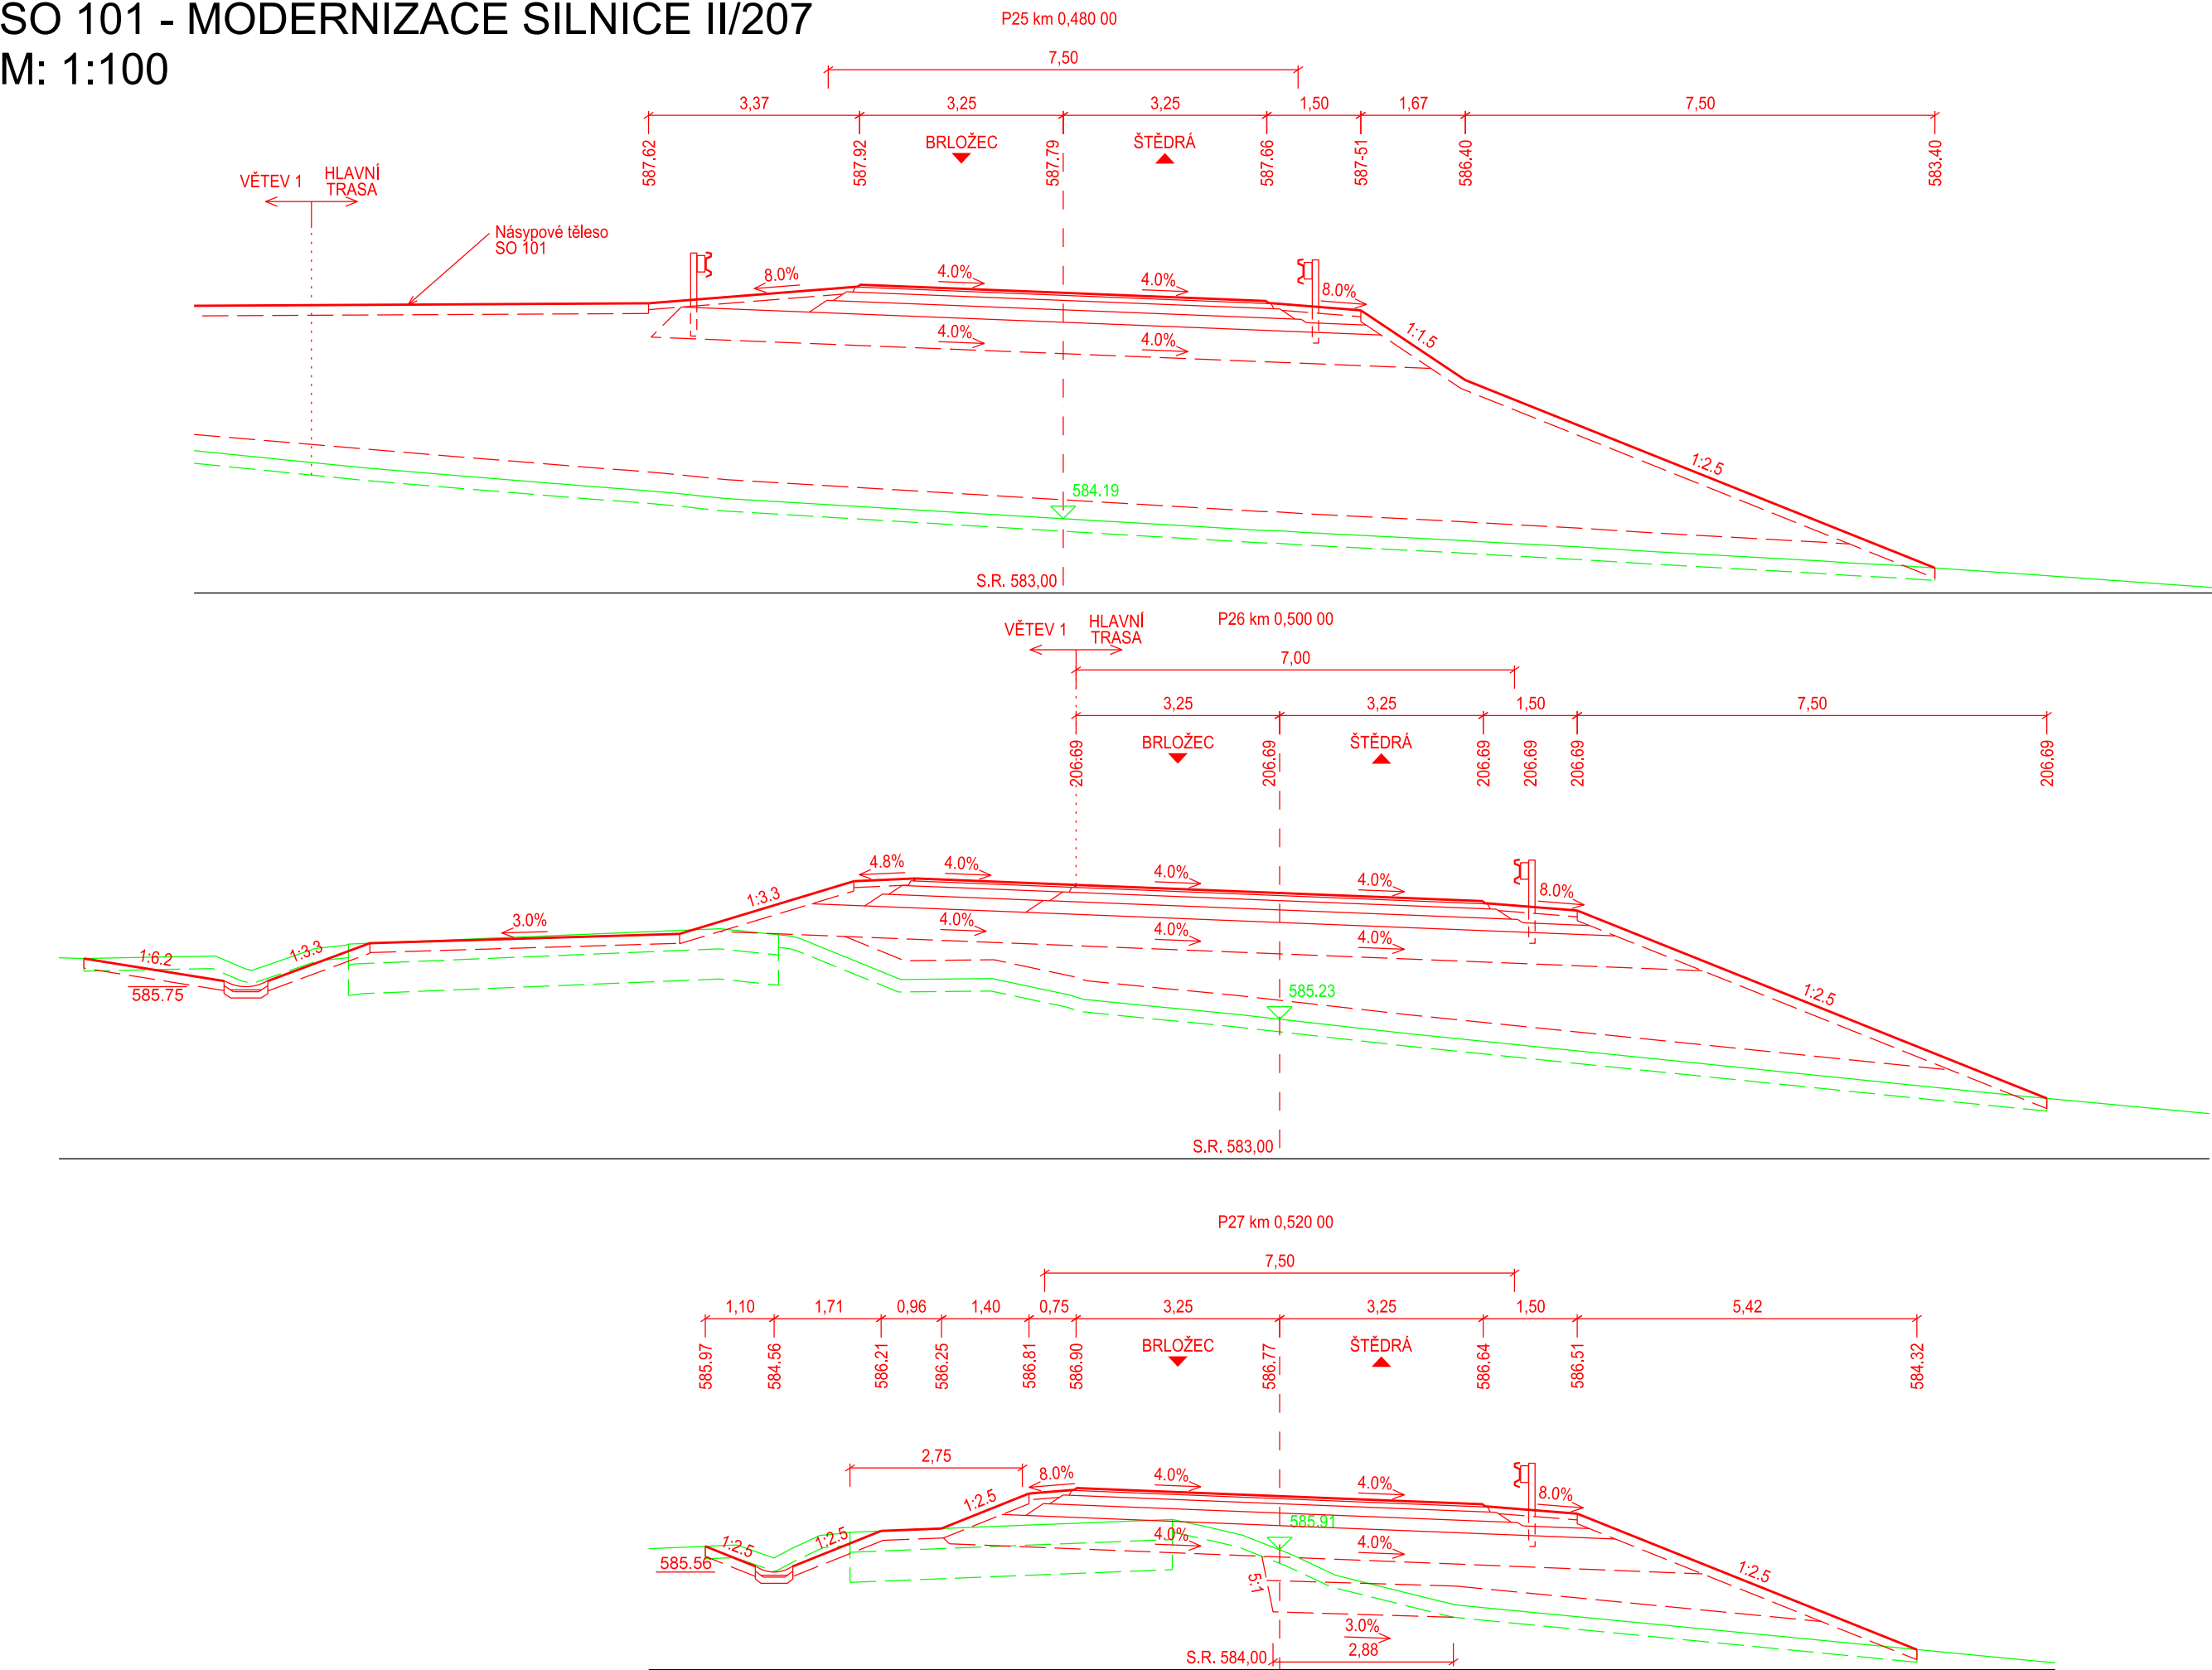 SO 101 - MODERNIZACE SILNICE II/207
M: 1:100
P25 km 0,480 00
7,50
3,37 3,25 3,25 1,50 1,67 7,50
BRLOŽEC ŠTĚDRÁ
587.62 587.92 587.79 587.66 587-51 586.40 583.40
VĚTEV 1 HLAVNÍ
TRASA
Násypové těleso
SO 101
8.0% 4.0% 4.0% 8.0%
4.0% 4.0% 1:1.5
1:2.5
584.19
S.R. 583,00
P26 km 0,500 00
VĚTEV 1 HLAVNÍ
TRASA
7,00
3,25 3,25 1,50 7,50
BRLOŽEC ŠTĚDRÁ
206.69 206.69 206.69 206.69 206.69 206.69
4.8% 4.0% 4.0% 4.0% 8.0%
1:3.3
3.0% 4.0% 4.0% 4.0%
1:6.2 1:3.3
585.75 585.23 1:2.5
S.R. 583,00
P27 km 0,520 00
7,50
1,10 1,71 0,96 1,40 0,75 3,25 3,25 1,50 5,42
BRLOŽEC ŠTĚDRÁ
585.97 584.56 586.21 586.25 586.81 586.90 586.77 586.64 586.51 584.32
2,75
8.0% 4.0% 4.0% 8.0%
1:2.5
585.91
1:2.5 1:2.5 4.0% 4.0%
585.56 5:1 1:2.5
3.0%
2,88
S.R. 584,00